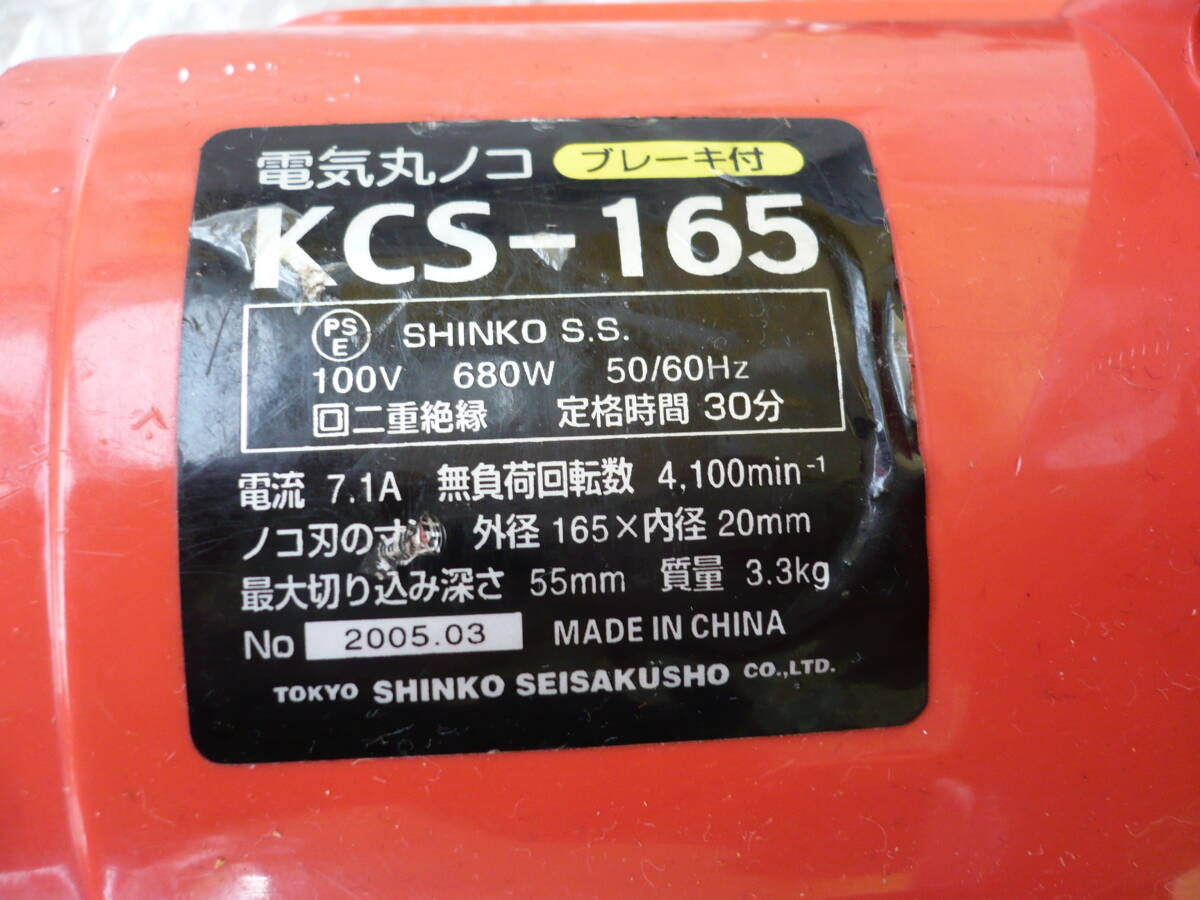 電気丸ノコ ブレーキ付
KCS-165
PS E SHINKO S.S.
100V 680W 50/60Hz
回二重絶縁 定格時間 30分
電流 7.1A 無負荷回転数 4,100min⁻¹
ノコ刃の 外径 165×内径 20mm
最大切り込み深さ 55mm 質量 3.3kg
No 2005.03 MADE IN CHINA
TOKYO SHINKO SEISAKUSHO CO.,LTD.